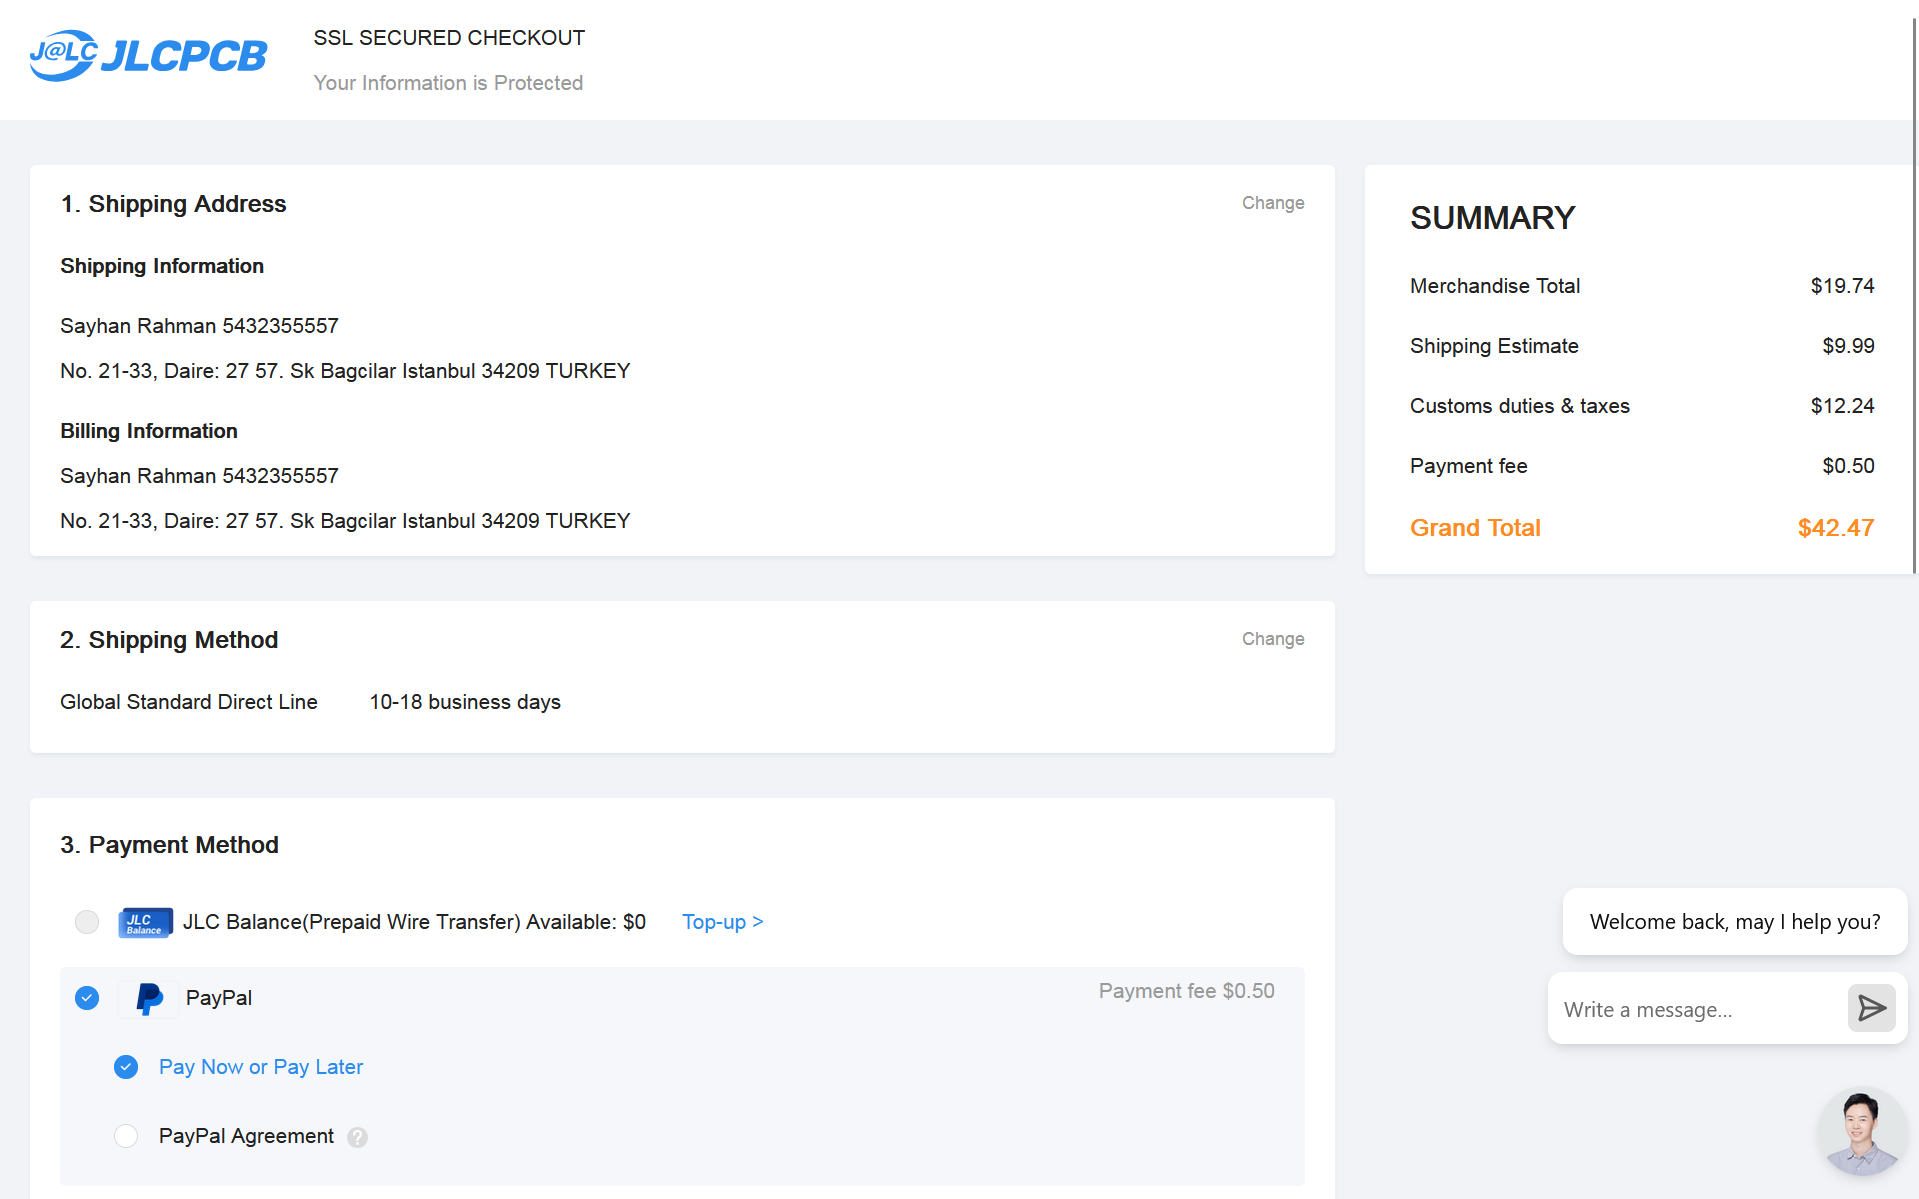 J@LC JLCPCB
SSL SECURED CHECKOUT
Your Information is Protected
1. Shipping Address
Change
Shipping Information
Sayhan Rahman 5432355557
No. 21-33, Daire: 27 57. Sk Bagcilar Istanbul 34209 TURKEY
Billing Information
Sayhan Rahman 5432355557
No. 21-33, Daire: 27 57. Sk Bagcilar Istanbul 34209 TURKEY
2. Shipping Method
Change
Global Standard Direct Line 10-18 business days
3. Payment Method
JLC Balance
JLC Balance(Prepaid Wire Transfer) Available: $0 Top-up >
PayPal
Payment fee $0.50
Pay Now or Pay Later
PayPal Agreement ?
SUMMARY
Merchandise Total $19.74
Shipping Estimate $9.99
Customs duties & taxes $12.24
Payment fee $0.50
Grand Total $42.47
Welcome back, may I help you?
Write a message...